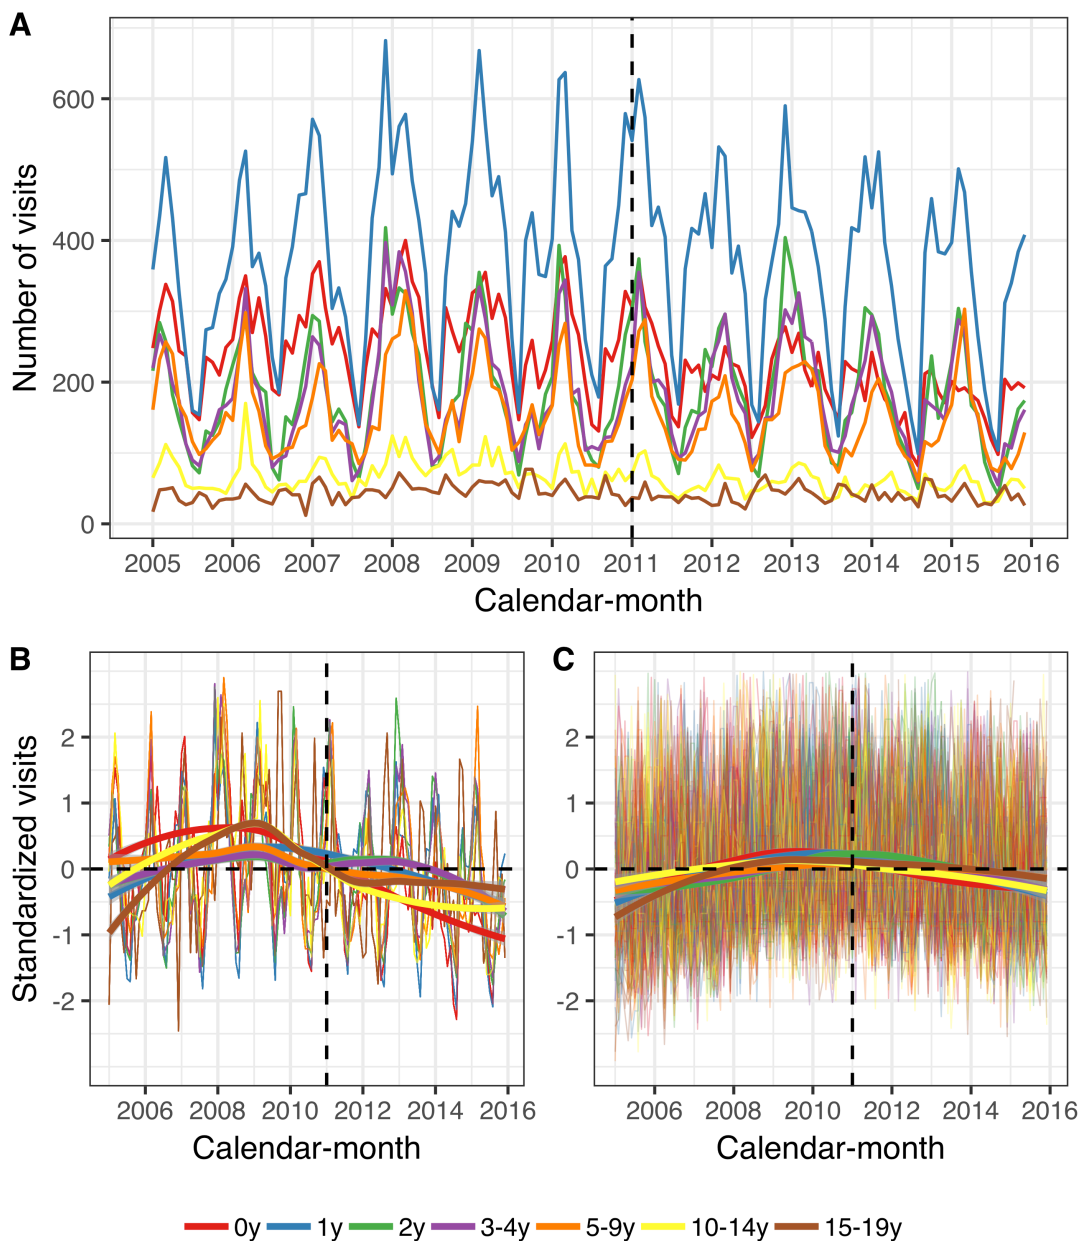 A
Number of visits
600
400
200
0
2005 2006 2007 2008 2009 2010 2011 2012 2013 2014 2015 2016
Calendar-month
B
Standardized visits
2
1
0
-1
-2
2006 2008 2010 2012 2014 2016
Calendar-month
C
2
1
0
-1
-2
2006 2008 2010 2012 2014 2016
Calendar-month
0y 1y 2y 3-4y 5-9y 10-14y 15-19y